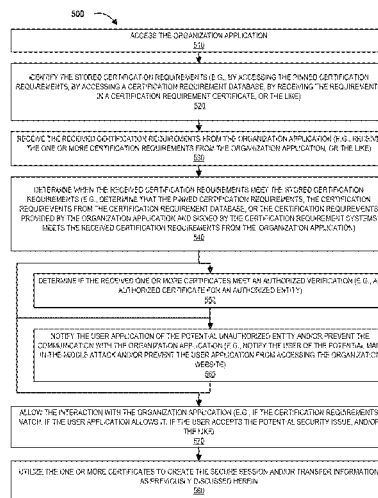 500
ACCESS THE ORGANIZATION APPLICATION
510
IDENTIFY THE STORED CERTIFICATION REQUIREMENTS (E.G., BY ACCESSING THE PINNED CERTIFICATION
REQUIREMENTS, BY ACCESSING A CERTIFICATION REQUIREMENT DATABASE, BY RECEIVING THE REQUIREMENT
IN A CERTIFICATION REQUIREMENT CERTIFICATE, OR THE LIKE)
520
RECEIVE THE RECEIVED CERTIFICATION REQUIREMENTS FROM THE ORGANIZATION APPLICATION (E.G., RECEIVE
THE ONE OR MORE CERTIFICATION REQUIREMENTS FROM THE ORGANIZATION APPLICATION, OR THE LIKE)
530
DETERMINE WHEN THE RECEIVED CERTIFICATION REQUIREMENTS MEET THE STORED CERTIFICATION
REQUIREMENTS (E.G., DETERMINE THAT THE PINNED CERTIFICATION REQUIREMENTS, THE CERTIFICATION
REQUIREMENTS FROM THE CERTIFICATION REQUIREMENT DATABASE, OR THE CERTIFICATION REQUIREMENTS
PROVIDED BY THE ORGANIZATION APPLICATION AND SIGNED BY THE CERTIFICATION REQUIREMENT SYSTEMS
MEETS THE RECEIVED CERTIFICATION REQUIREMENTS FROM THE ORGANIZATION APPLICATION)
540
DETERMINE IF THE RECEIVED ONE OR MORE CERTIFICATES MEET AN AUTHORIZED VERIFICATION (E.G., A
AUTHORIZED CERTIFICATE FOR AN AUTHORIZED ENTITY)
550
NOTIFY THE USER APPLICATION OF THE POTENTIAL UNAUTHORIZED ENTITY AND/OR PREVENT THE
COMMUNICATION WITH THE ORGANIZATION APPLICATION (E.G., NOTIFY THE USER OF THE POTENTIAL MAN
IN-THE-MIDDLE ATTACK AND/OR PREVENT THE USER APPLICATION FROM ACCESSING THE ORGANIZATION
WEBSITE)
560
ALLOW THE INTERACTION WITH THE ORGANIZATION APPLICATION (E.G., IF THE CERTIFICATION REQUIREMENTS
MATCH, IF THE USER APPLICATION ALLOWS IT, IF THE USER ACCEPTS THE POTENTIAL SECURITY ISSUE, AND/OR
THE LIKE)
570
UTILIZE THE ONE OR MORE CERTIFICATES TO CREATE THE SECURE SESSION AND/OR TRANSFER INFORMATION
AS PREVIOUSLY DISCUSSED HEREIN
580